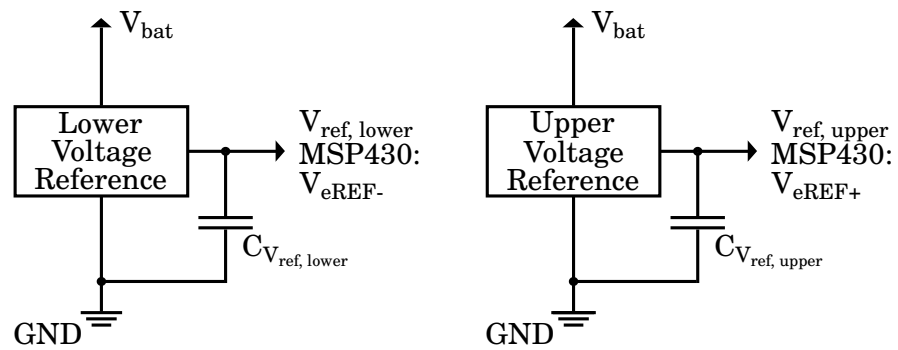 V_bat
Lower
Voltage
Reference
V_ref, lower
MSP430:
V_eREF-
C_V_ref, lower
GND
V_bat
Upper
Voltage
Reference
V_ref, upper
MSP430:
V_eREF+
C_V_ref, upper
GND